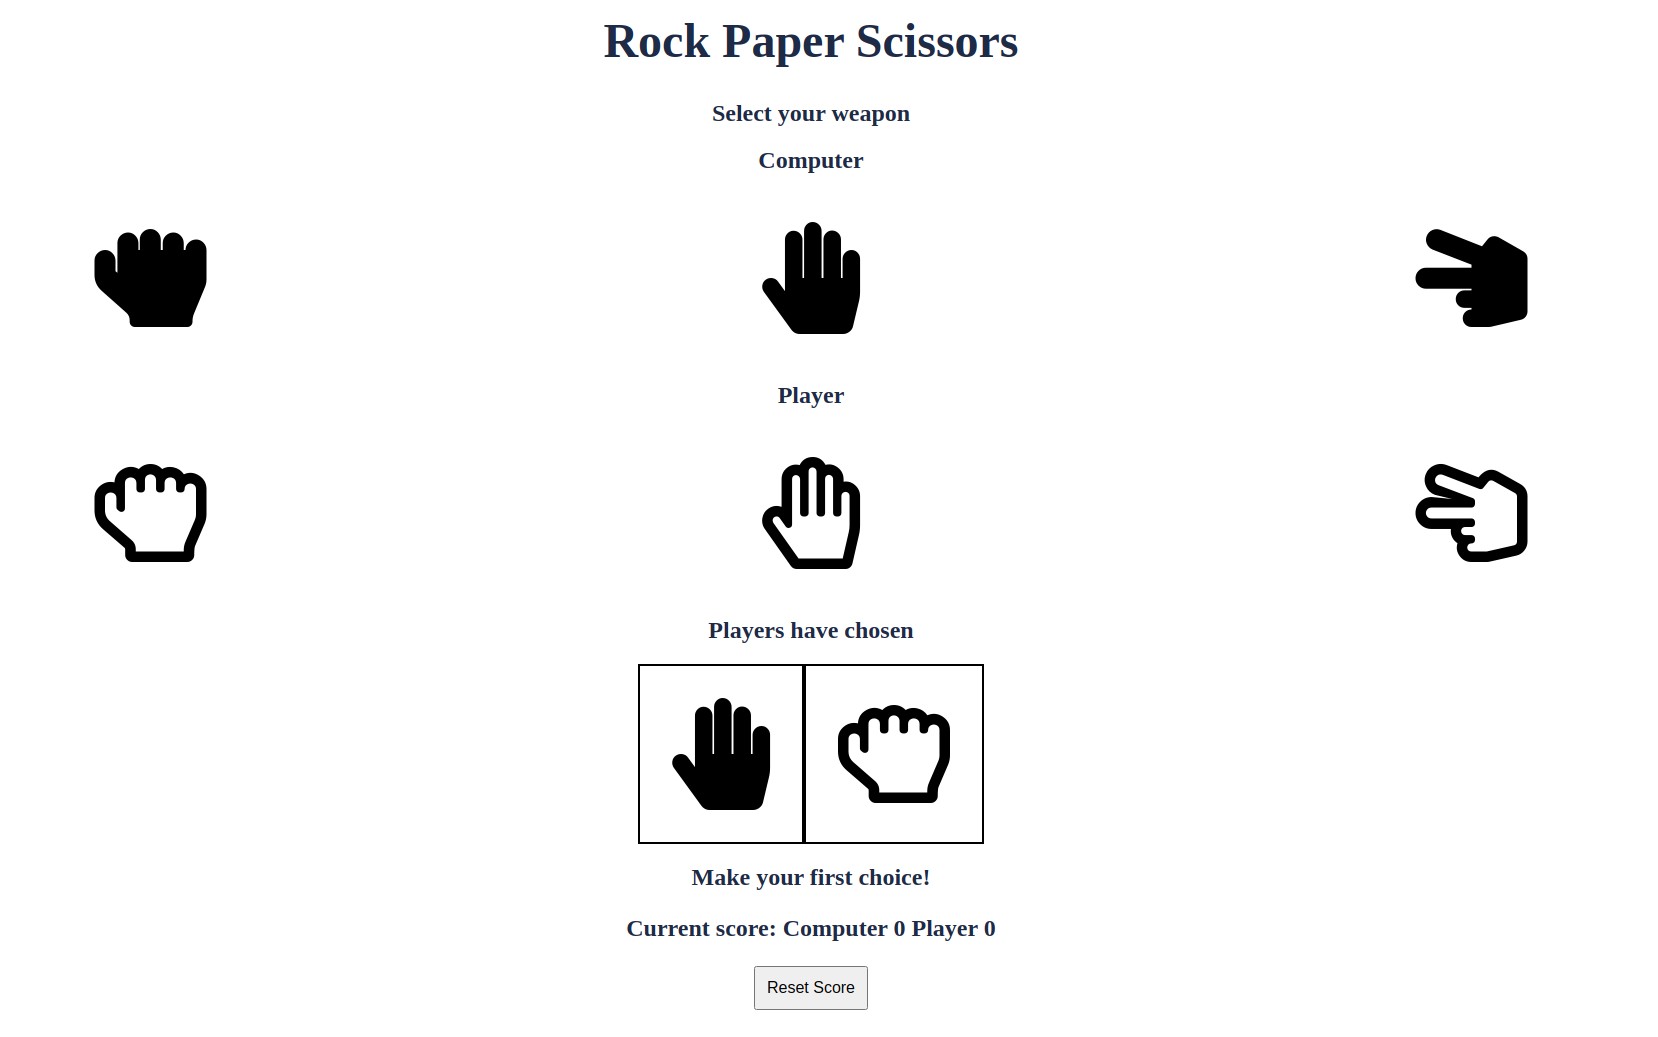 Rock Paper Scissors
Select your weapon
Computer
Player
Players have chosen
Make your first choice!
Current score: Computer 0 Player 0
Reset Score